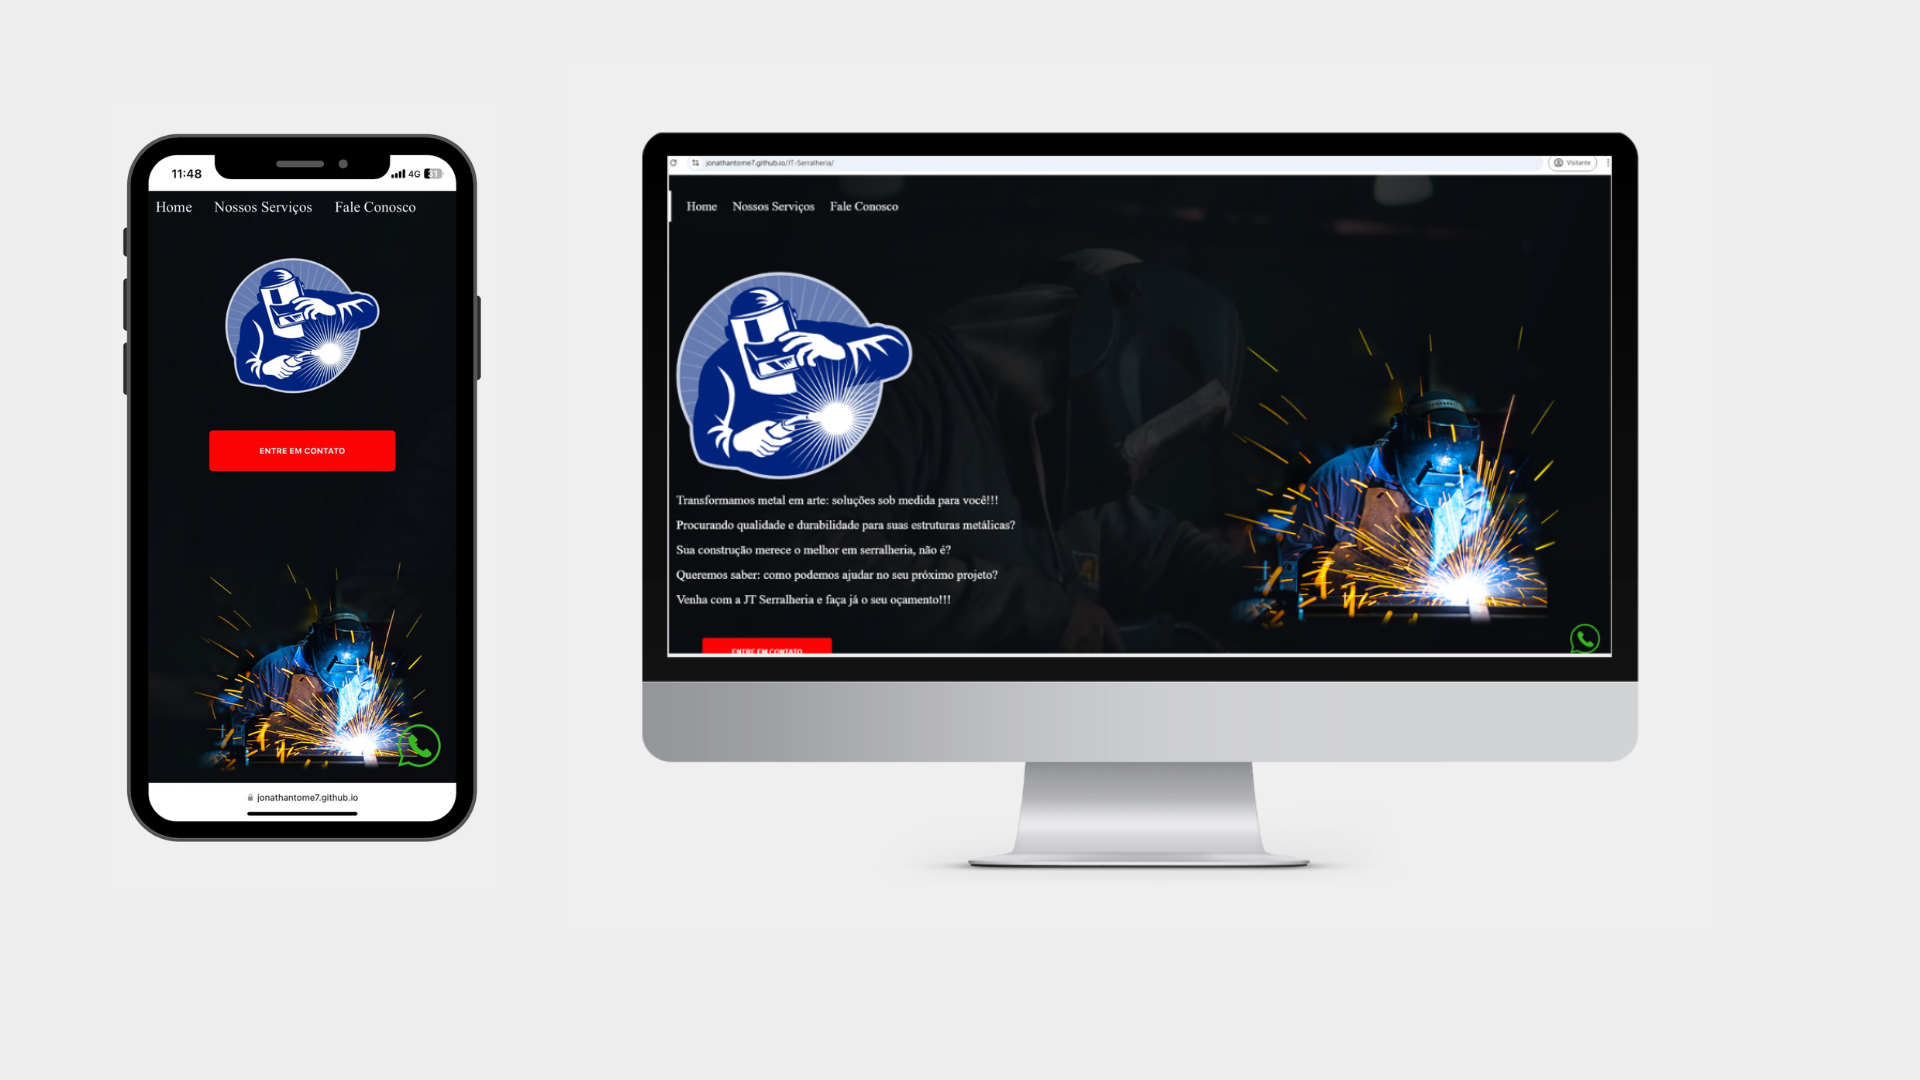 11:48
4G 31
Home Nossos Serviços Fale Conosco
ENTRE EM CONTATO
jonathantome7.github.io
jonathantome7.github.io/JT-Serralheria/
Visitante
Home Nossos Serviços Fale Conosco
Transformamos metal em arte: soluções sob medida para você!!!
Procurando qualidade e durabilidade para suas estruturas metálicas?
Sua construção merece o melhor em serralheria, não é?
Queremos saber: como podemos ajudar no seu próximo projeto?
Venha com a JT Serralheria e faça já o seu oçamento!!!
ENTRE EM CONTATO